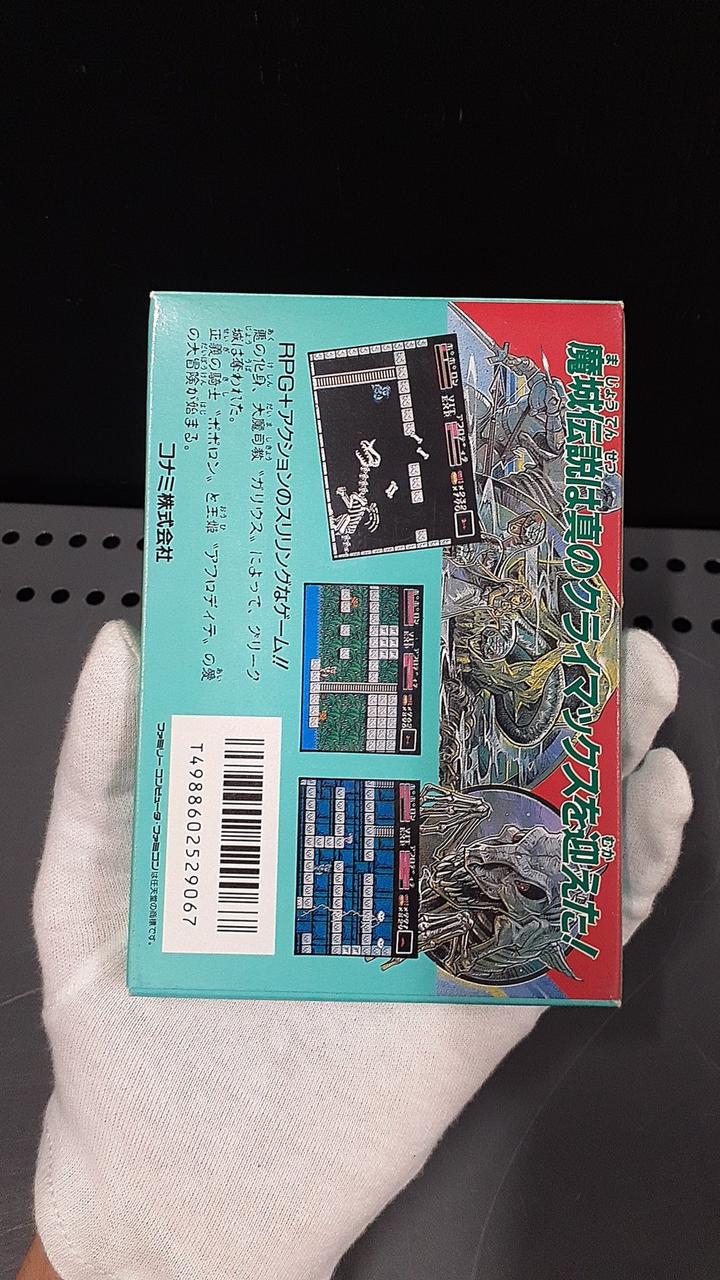 魔城伝説は真のクライマックスを迎えた!
RPG+アクションのスリリングなゲーム!!
悪の化身、大魔司教〝ガリウス〟によって、グリーク
城は奪われた。
正義の騎士〝ポポロン〟と王姫〝アフロディテ〟の愛
の大冒険が始まる。
コナミ株式会社
T4988602529067
ファミリーコンピュータ・ファミコンは任天堂の商標です。